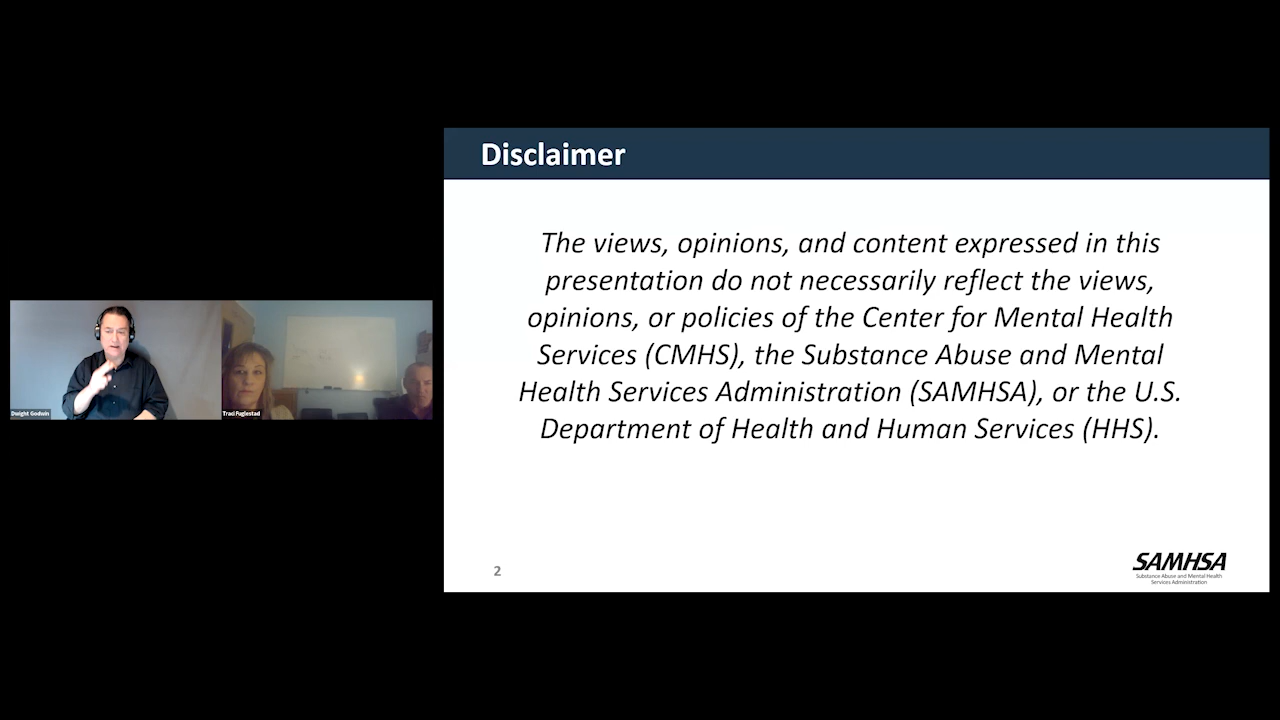 Disclaimer
The views, opinions, and content expressed in this
presentation do not necessarily reflect the views,
opinions, or policies of the Center for Mental Health
Services (CMHS), the Substance Abuse and Mental
Health Services Administration (SAMHSA), or the U.S.
Department of Health and Human Services (HHS).
Dwight Godwin
Traci Fuglestad
2
SAMHSA
Substance Abuse and Mental Health
Services Administration